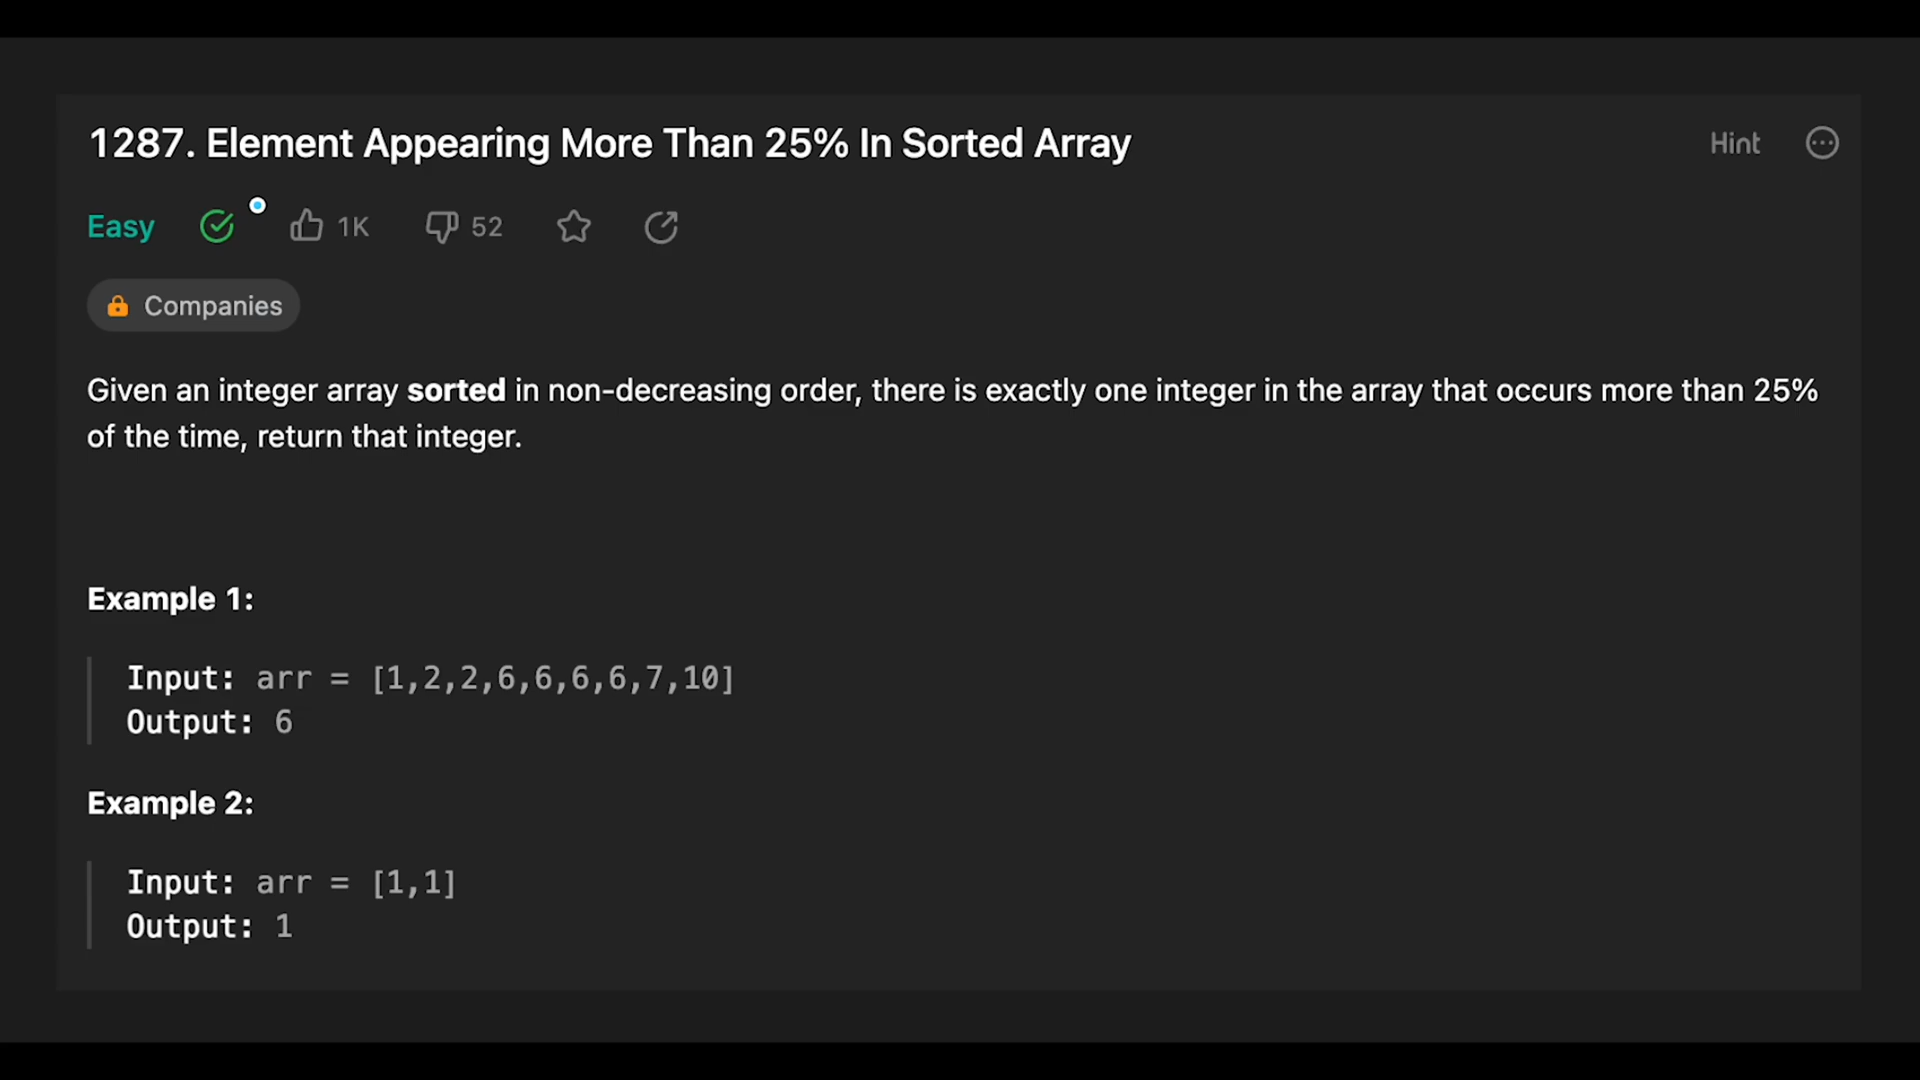 1287. Element Appearing More Than 25% In Sorted Array
Hint
Easy
1K
52
Companies
Given an integer array sorted in non-decreasing order, there is exactly one integer in the array that occurs more than 25%
of the time, return that integer.
Example 1:
Input: arr = [1,2,2,6,6,6,6,7,10]
Output: 6
Example 2:
Input: arr = [1,1]
Output: 1